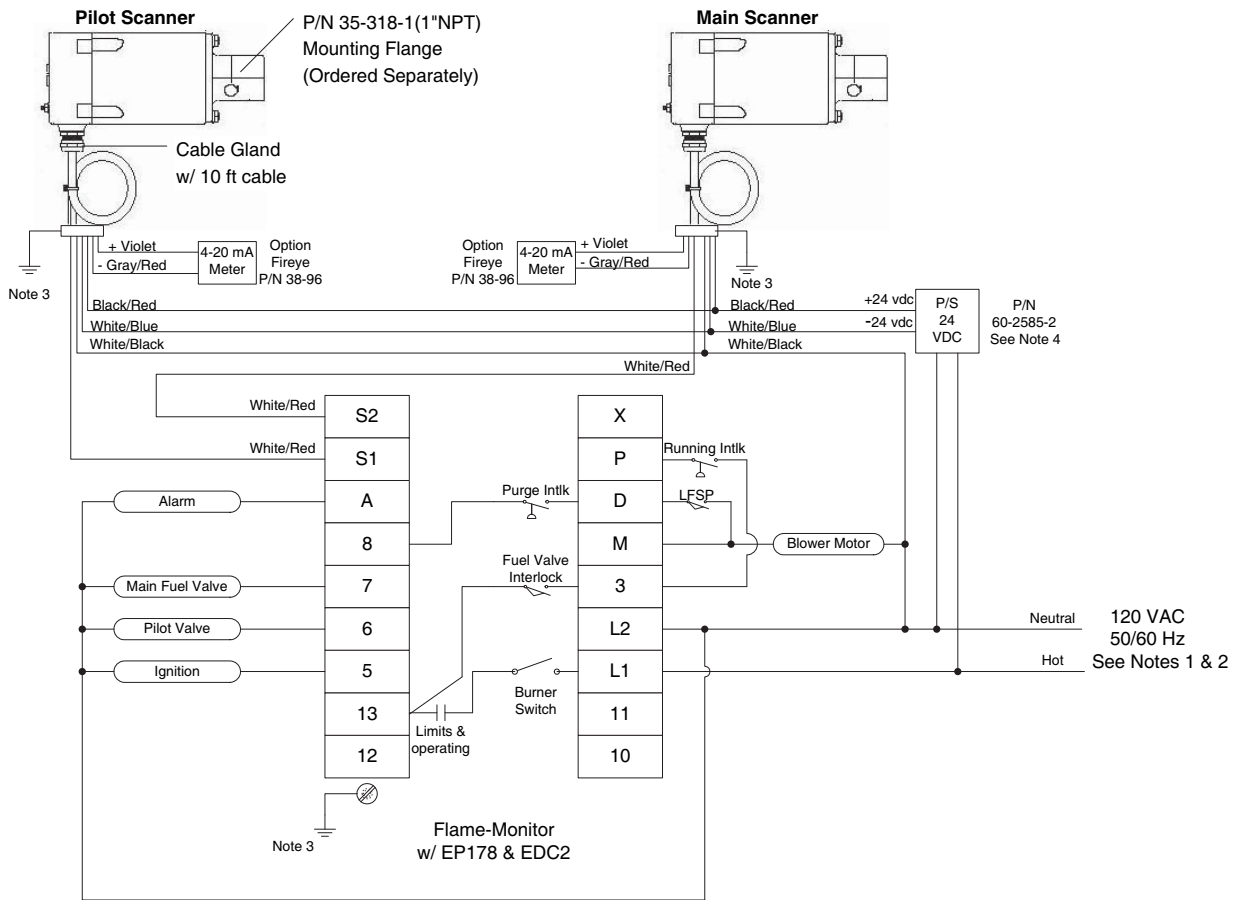 Pilot Scanner
P/N 35-318-1(1"NPT)
Mounting Flange
(Ordered Separately)
Main Scanner
Cable Gland
w/ 10 ft cable
+ Violet
- Gray/Red
4-20 mA
Meter
Option
Fireye
P/N 38-96
Option
Fireye
P/N 38-96
4-20 mA
Meter
+ Violet
- Gray/Red
Note 3
Note 3
Black/Red
White/Blue
White/Black
Black/Red
White/Blue
White/Black
+24 vdc
-24 vdc
P/S
24
VDC
P/N
60-2585-2
See Note 4
White/Red
White/Red
White/Red
S2
S1
A
8
7
6
5
13
12
X
P
D
M
3
L2
L1
11
10
Alarm
Main Fuel Valve
Pilot Valve
Ignition
Purge Intlk
Running Intlk
LFSP
Blower Motor
Fuel Valve
Interlock
Burner
Switch
Limits &
operating
Neutral
Hot
120 VAC
50/60 Hz
See Notes 1 & 2
Note 3
Flame-Monitor
w/ EP178 & EDC2